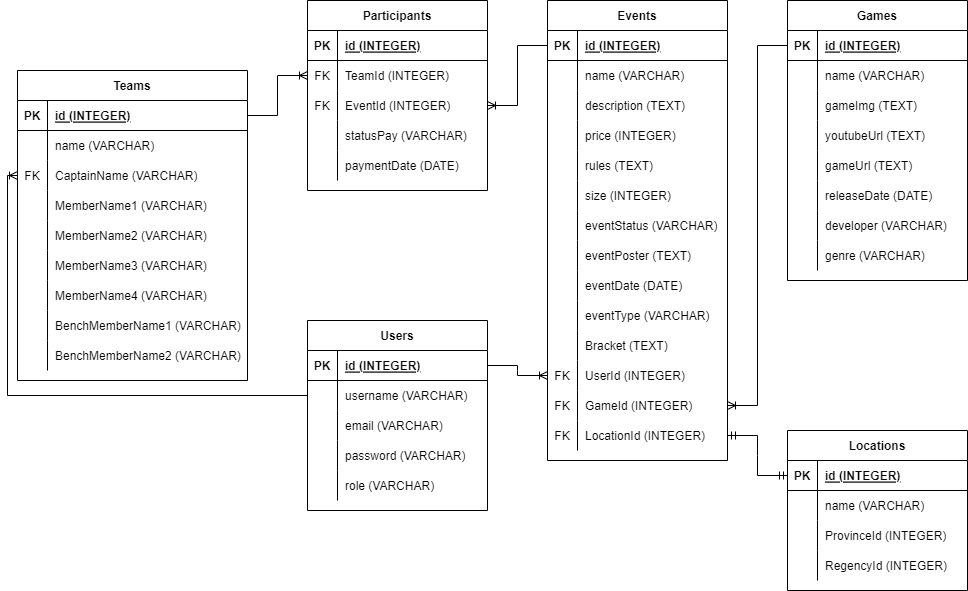 Teams
PK id (INTEGER)
name (VARCHAR)
FK CaptainName (VARCHAR)
MemberName1 (VARCHAR)
MemberName2 (VARCHAR)
MemberName3 (VARCHAR)
MemberName4 (VARCHAR)
BenchMemberName1 (VARCHAR)
BenchMemberName2 (VARCHAR)
Participants
PK id (INTEGER)
FK TeamId (INTEGER)
FK EventId (INTEGER)
statusPay (VARCHAR)
paymentDate (DATE)
Users
PK id (INTEGER)
username (VARCHAR)
email (VARCHAR)
password (VARCHAR)
role (VARCHAR)
Events
PK id (INTEGER)
name (VARCHAR)
description (TEXT)
price (INTEGER)
rules (TEXT)
size (INTEGER)
eventStatus (VARCHAR)
eventPoster (TEXT)
eventDate (DATE)
eventType (VARCHAR)
Bracket (TEXT)
FK UserId (INTEGER)
FK GameId (INTEGER)
FK LocationId (INTEGER)
Games
PK id (INTEGER)
name (VARCHAR)
gameImg (TEXT)
youtubeUrl (TEXT)
gameUrl (TEXT)
releaseDate (DATE)
developer (VARCHAR)
genre (VARCHAR)
Locations
PK id (INTEGER)
name (VARCHAR)
ProvinceId (INTEGER)
RegencyId (INTEGER)